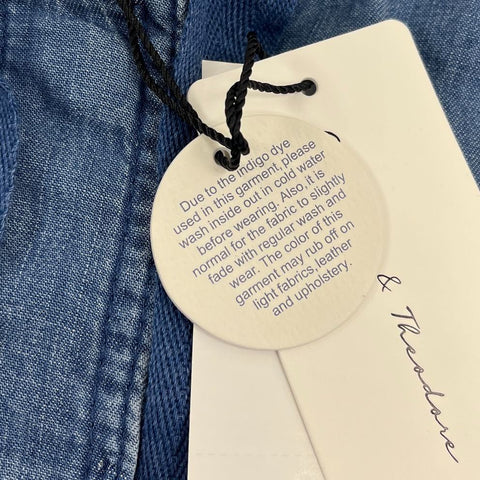 Due to the indigo dye
used in this garment, please
wash inside out in cold water
before wearing. Also, it is
normal for the fabric to slightly
fade with regular wash and
wear. The color of this
garment may rub off on
light fabrics, leather
and upholstery.
& Theodore